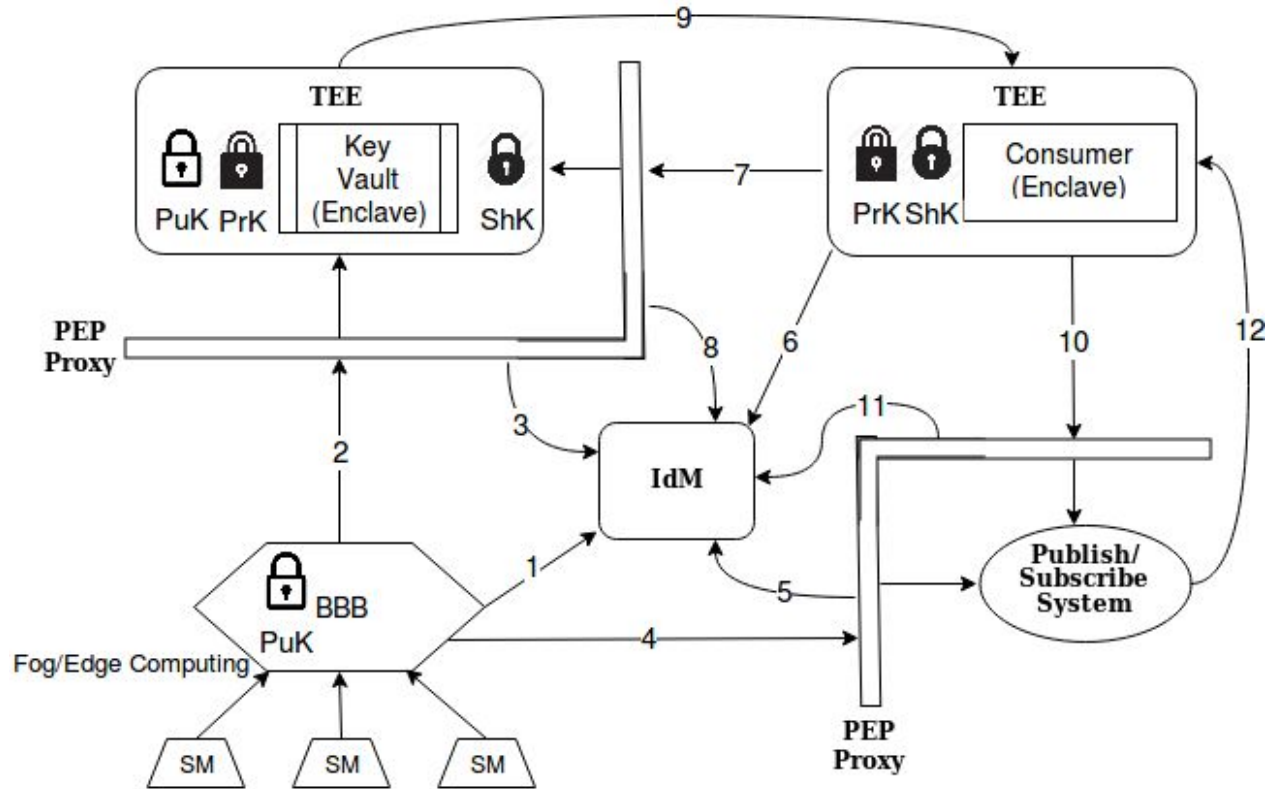 9
TEE
PuK
PrK
Key
Vault
(Enclave)
ShK
7
TEE
PrK
ShK
Consumer
(Enclave)
PEP
Proxy
8
6
10
12
3
11
2
IdM
1
5
Publish/
Subscribe
System
BBB
PuK
4
Fog/Edge Computing
PEP
Proxy
SM
SM
SM